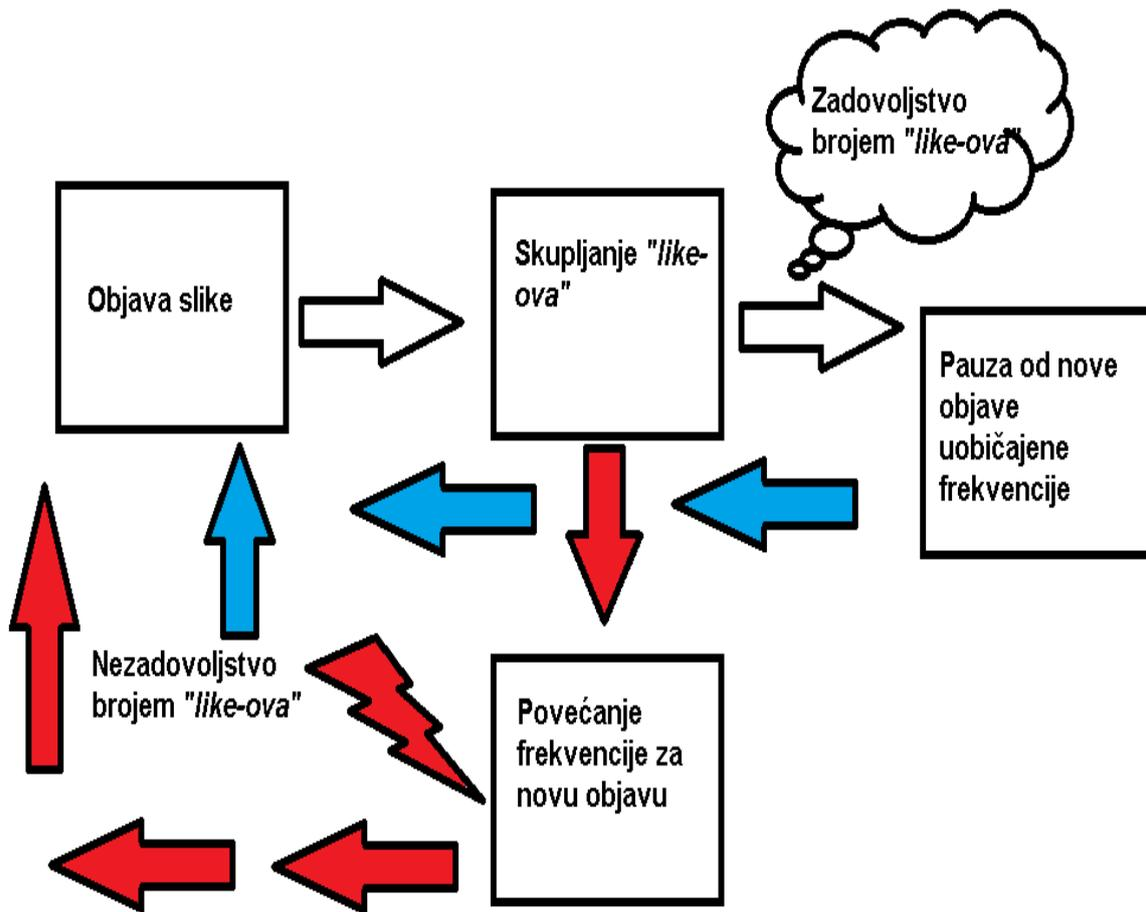 Zadovoljstvo
brojem "like-ova"
Objava slike
Skupljanje "like-
ova"
Pauza od nove
objave
uobičajene
frekvencije
Nezadovoljstvo
brojem "like-ova"
Povećanje
frekvencije za
novu objavu